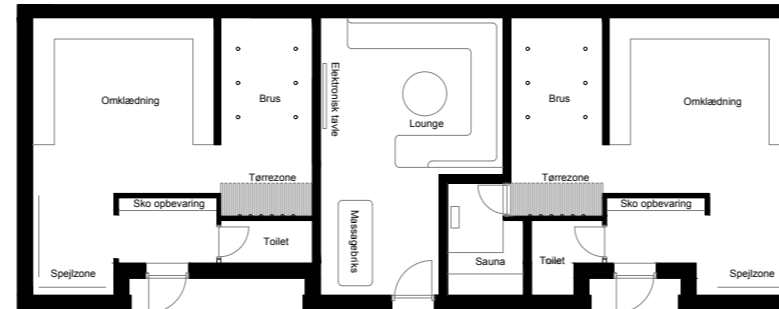 Omklædning
Brus
Elektronisk tavle
Lounge
Brus
Omklædning
Tørrezone
Tørrezone
Sko opbevaring
Sko opbevaring
Massagebriks
Toilet
Sauna
Toilet
Spejlzone
Spejlzone